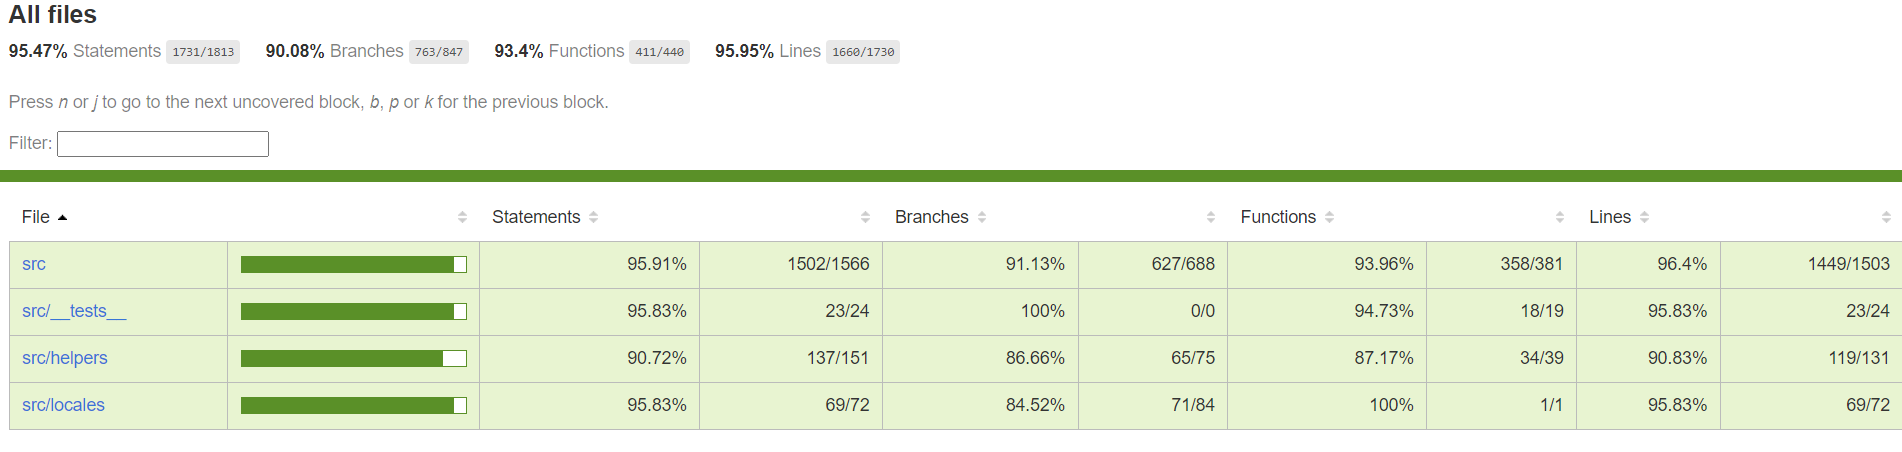 All files
95.47% Statements 1731/1813 90.08% Branches 763/847 93.4% Functions 411/440 95.95% Lines 1660/1730
Press n or j to go to the next uncovered block, b, p or k for the previous block.
Filter:
File Statements Branches Functions Lines
src 95.91% 1502/1566 91.13% 627/688 93.96% 358/381 96.4% 1449/1503
src/__tests__ 95.83% 23/24 100% 0/0 94.73% 18/19 95.83% 23/24
src/helpers 90.72% 137/151 86.66% 65/75 87.17% 34/39 90.83% 119/131
src/locales 95.83% 69/72 84.52% 71/84 100% 1/1 95.83% 69/72